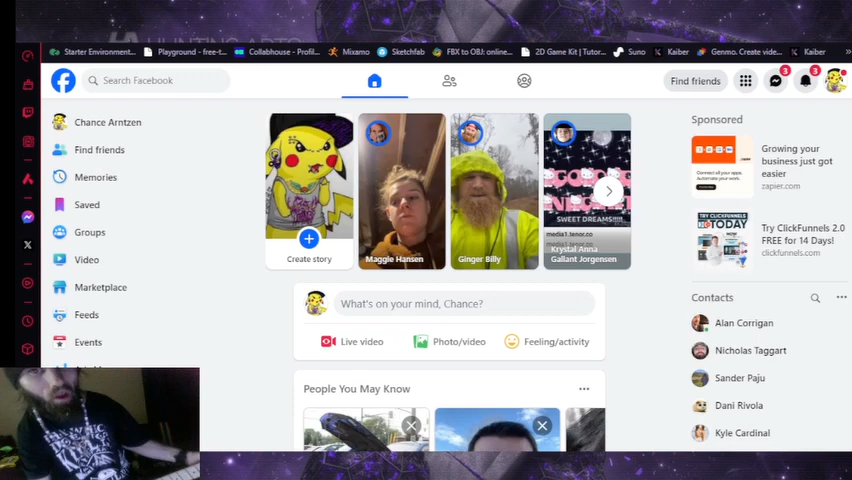 HUNTING ARTS
Starter Environment...
Playground - free-t...
Collabhouse - Profil...
Mixamo
Sketchfab
FBX to OBJ: online...
2D Game Kit | Tutor...
Suno
Kaiber
Genmo. Create vide...
Kaiber
»
Search Facebook
Find friends
3
3
Chance Arntzen
Find friends
Memories
Saved
Groups
Video
Marketplace
Feeds
Events
Create story
Maggie Hansen
Ginger Billy
SWEET DREAMS!!!!
media1.tenor.co
Krystal Anna
Gallant Jorgensen
What's on your mind, Chance?
Live video
Photo/video
Feeling/activity
People You May Know
Sponsored
Growing your
business just got
easier
zapier.com
TODAY
Try ClickFunnels 2.0
FREE for 14 Days!
clickfunnels.com
Contacts
Alan Corrigan
Nicholas Taggart
Sander Paju
Dani Rivola
Kyle Cardinal